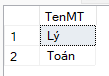 TenMT
1 Lý
2 Toán